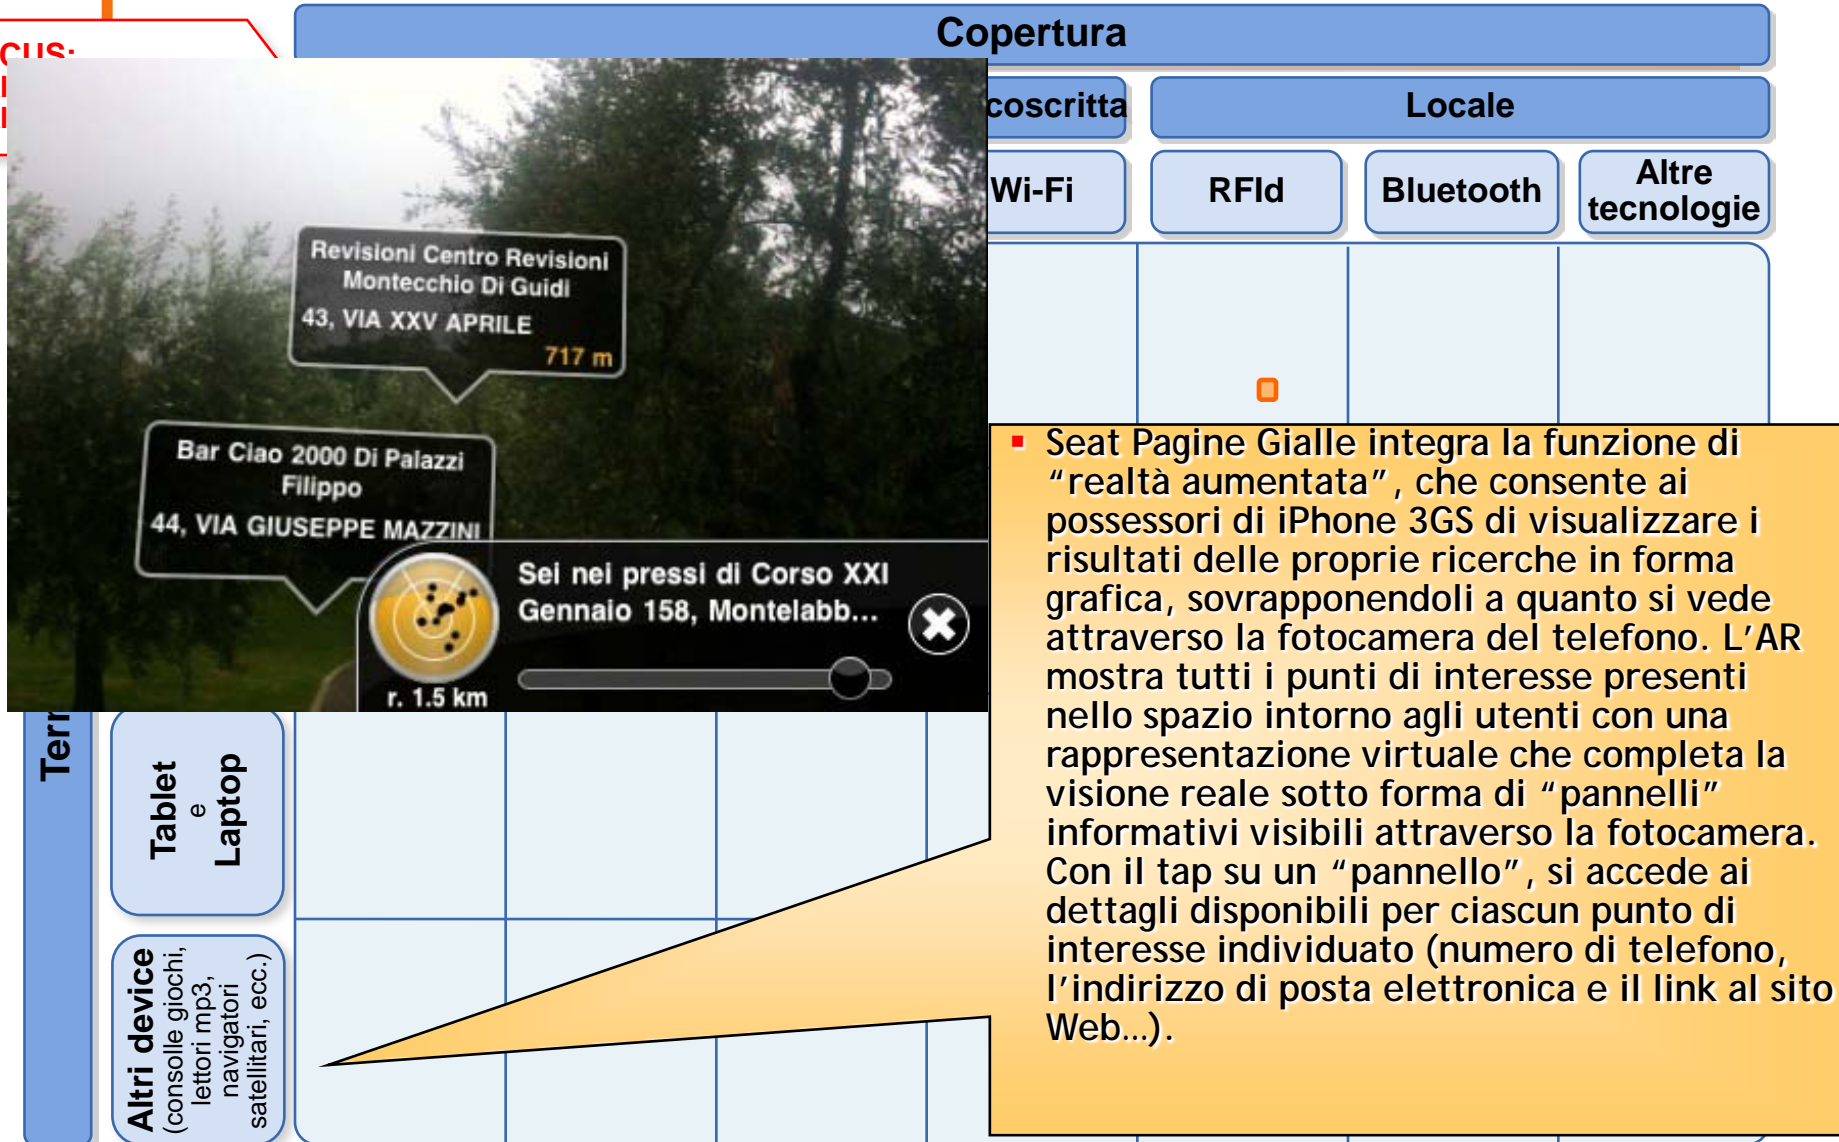 Copertura
CUS:
coscritta
Locale
Wi-Fi
RFId
Bluetooth
Altre
tecnologie
Revisioni Centro Revisioni
Montecchio Di Guidi
43, VIA XXV APRILE
717 m
Bar Ciao 2000 Di Palazzi
Filippo
44, VIA GIUSEPPE MAZZINI
Sei nei pressi di Corso XXI
Gennaio 158, Montelabb...
r. 1.5 km
▪ Seat Pagine Gialle integra la funzione di
“realtà aumentata”, che consente ai
possessori di iPhone 3GS di visualizzare i
risultati delle proprie ricerche in forma
grafica, sovrapponendoli a quanto si vede
attraverso la fotocamera del telefono. L’AR
mostra tutti i punti di interesse presenti
nello spazio intorno agli utenti con una
rappresentazione virtuale che completa la
visione reale sotto forma di “pannelli”
informativi visibili attraverso la fotocamera.
Con il tap su un “pannello”, si accede ai
dettagli disponibili per ciascun punto di
interesse individuato (numero di telefono,
l’indirizzo di posta elettronica e il link al sito
Web…).
Term
Tablet
e
Laptop
Altri device
(consolle giochi,
lettori mp3,
navigatori
satellitari, ecc.)